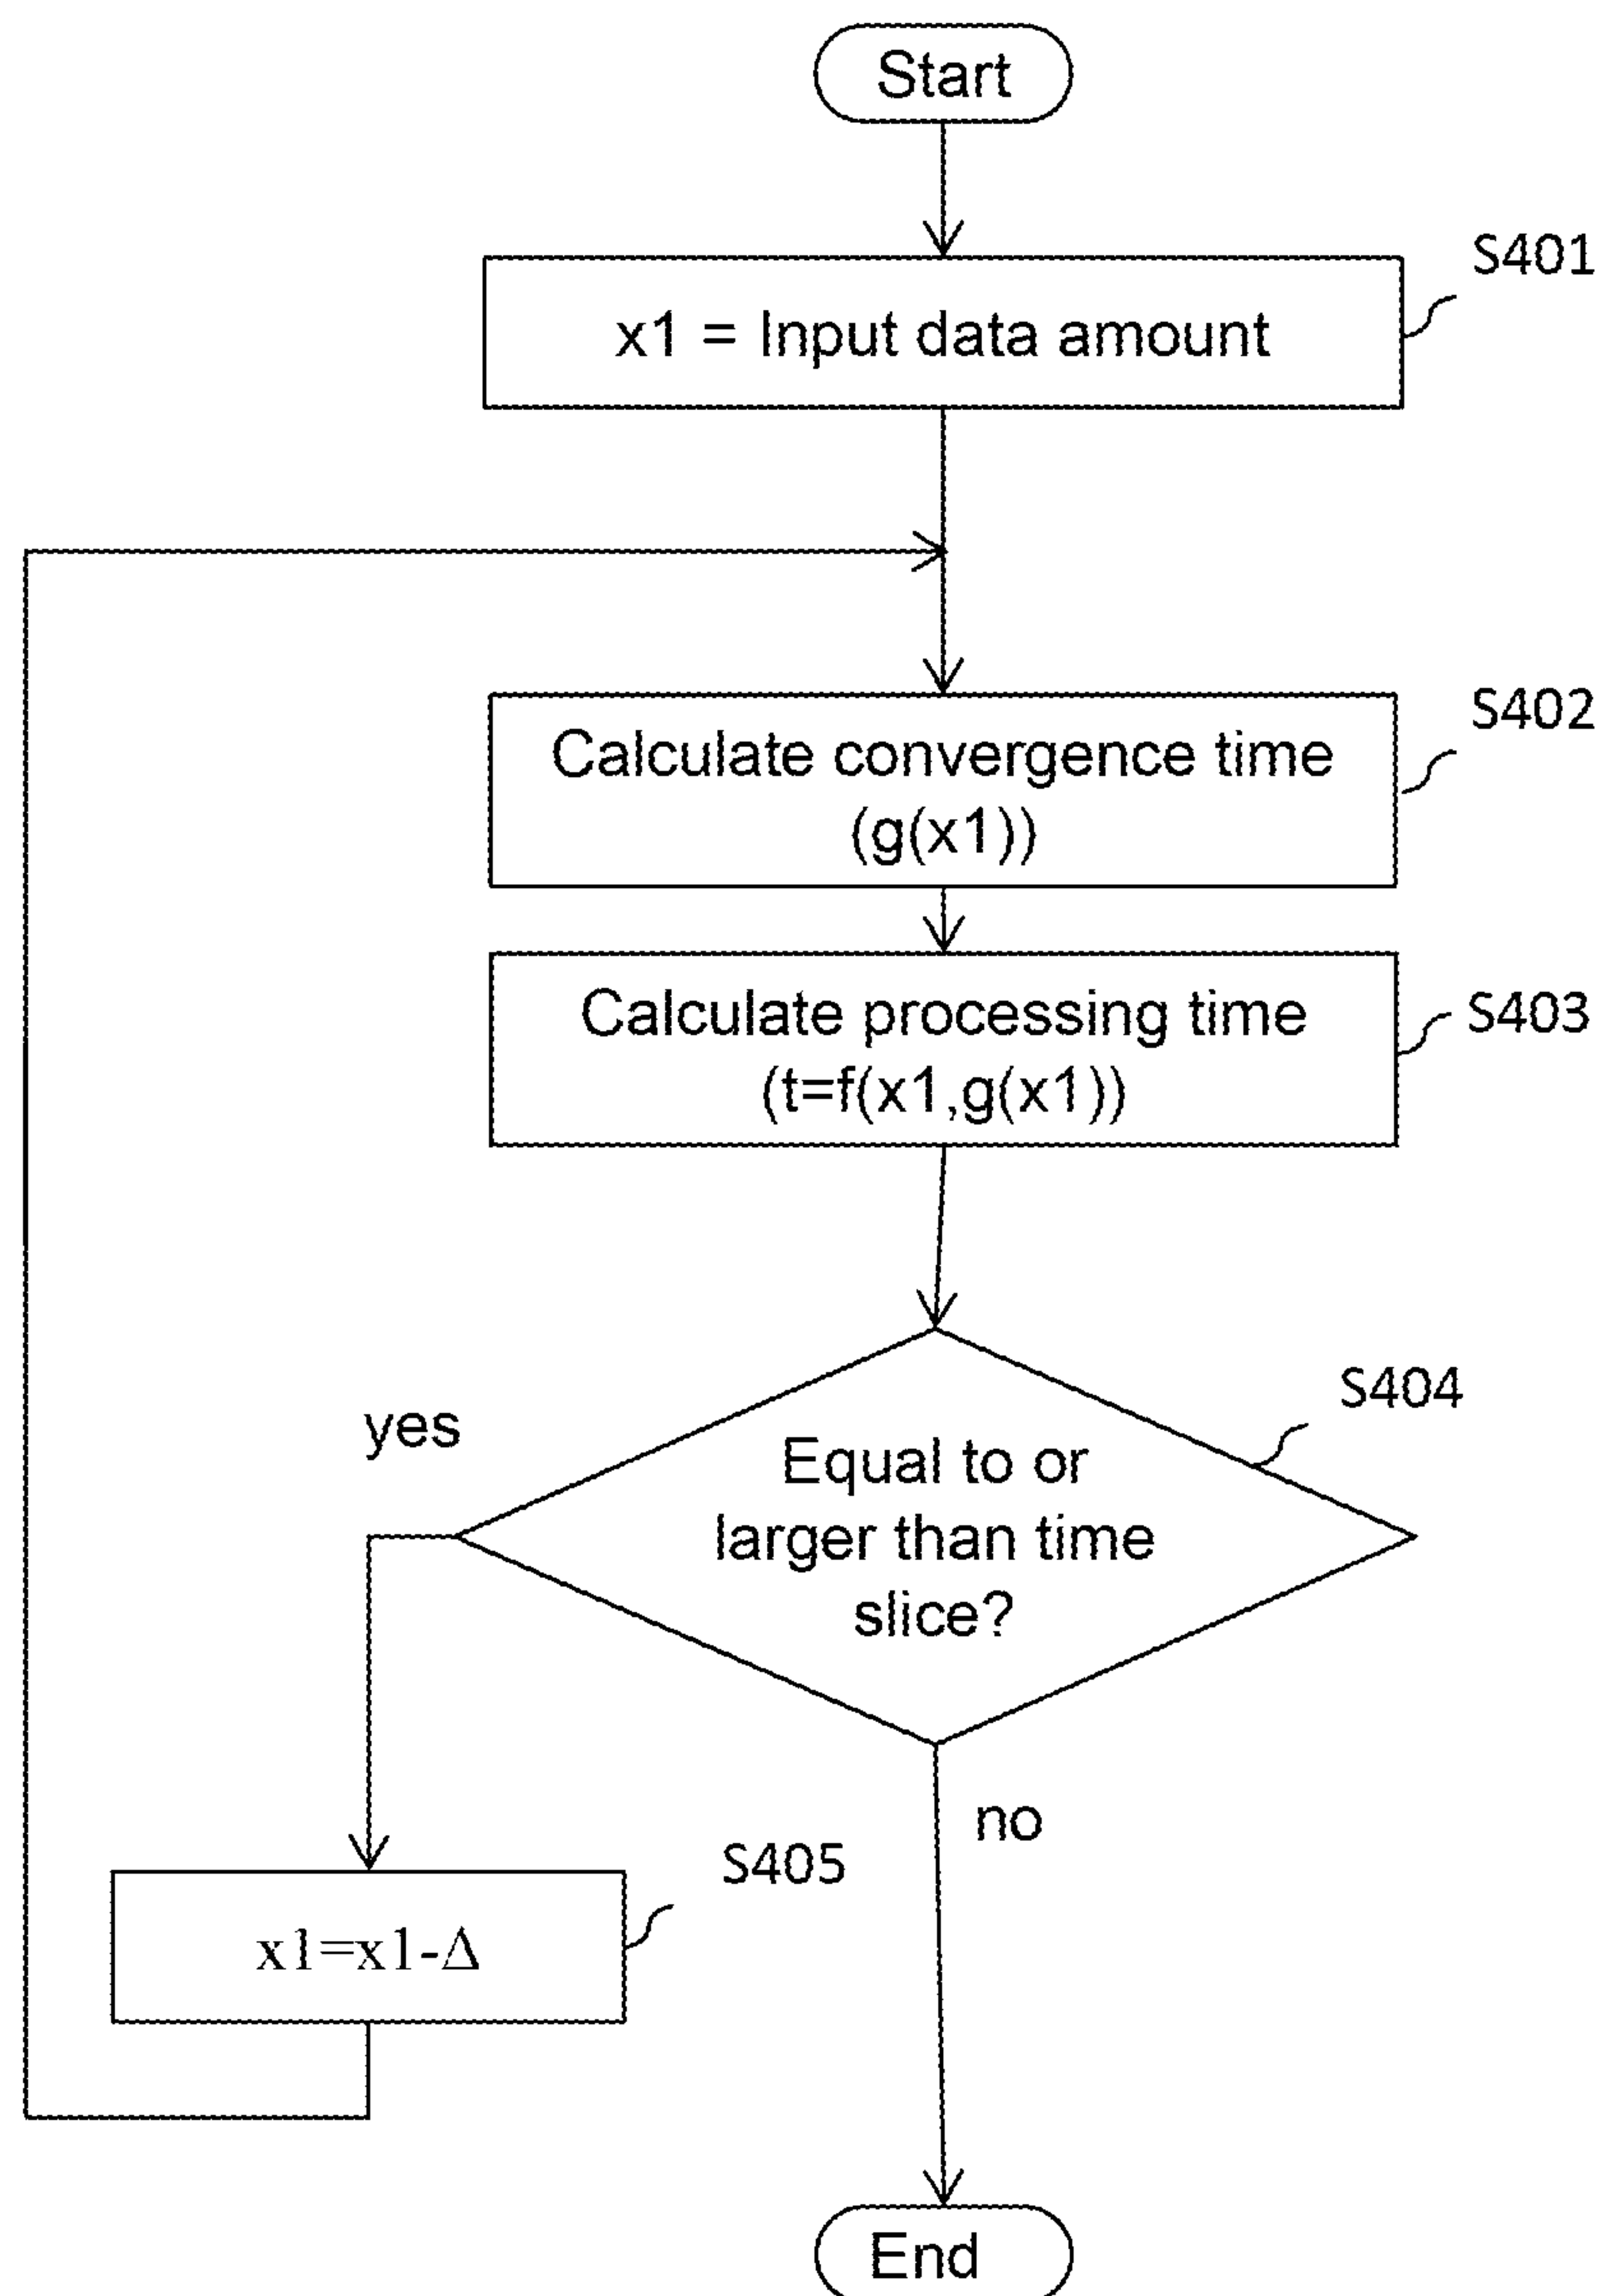 Start
S401
x1 = Input data amount
S402
Calculate convergence time
(g(x1))
Calculate processing time
(t=f(x1,g(x1))
S403
S404
yes
Equal to or
larger than time
slice?
no
S405
x1=x1-Δ
End